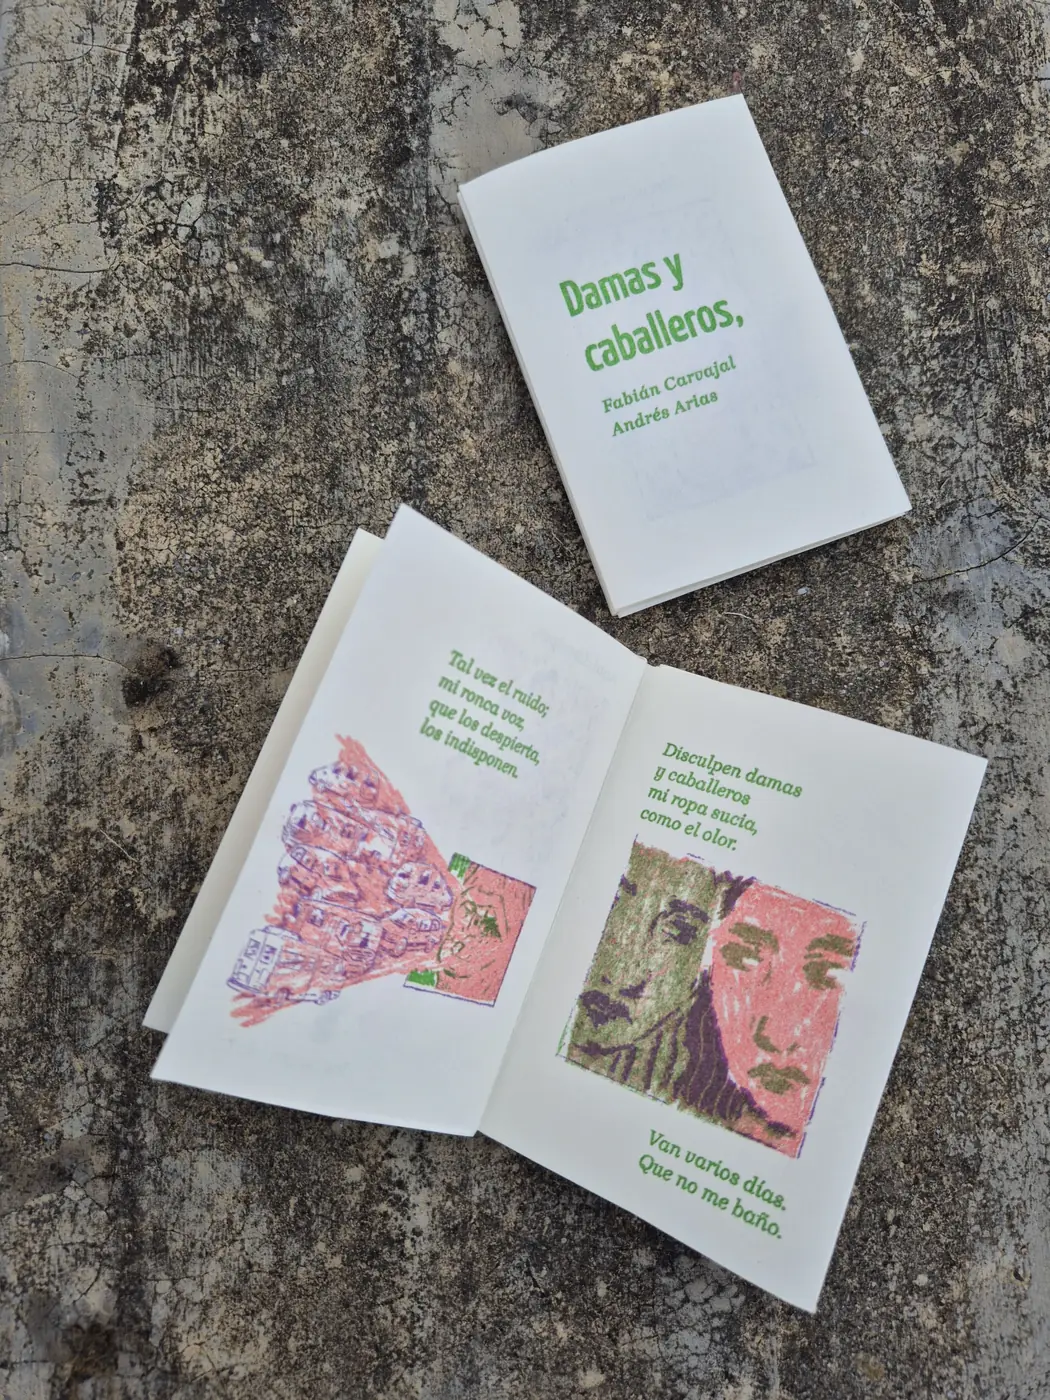 Damas y
caballeros,
Fabián Carvajal
Andrés Arias
Tal vez el ruido;
mi ronca voz,
que los despierta,
los indisponen.
Disculpen damas
y caballeros
mi ropa sucia,
como el olor.
Van varios días.
Que no me baño.